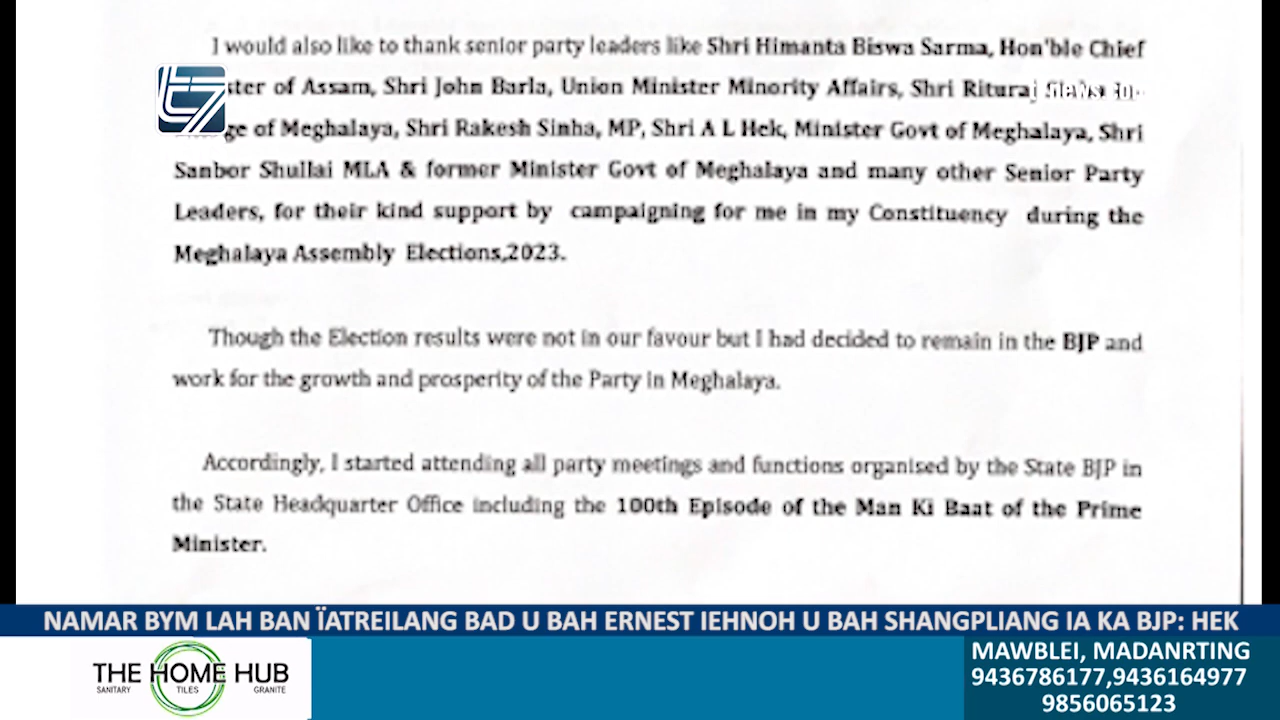 I would also like to thank senior party leaders like Shri Himanta Biswa Sarma, Hon'ble Chief
ster of Assam, Shri John Barla, Union Minister Minority Affairs, Shri Rituraj
ge of Meghalaya, Shri Rakesh Sinha, MP, Shri A L Hek, Minister Govt of Meghalaya, Shri
Sanbor Shullai MLA & former Minister Govt of Meghalaya and many other Senior Party
Leaders, for their kind support by campaigning for me in my Constituency during the
Meghalaya Assembly Elections,2023.
Though the Election results were not in our favour but I had decided to remain in the BJP and
work for the growth and prosperity of the Party in Meghalaya.
Accordingly, I started attending all party meetings and functions organised by the State BJP in
the State Headquarter Office including the 100th Episode of the Man Ki Baat of the Prime
Minister.
NAMAR BYM LAH BAN ÏATREILANG BAD U BAH ERNEST IEHNOH U BAH SHANGPLIANG IA KA BJP: HEK
THE HOME HUB
SANITARY TILES GRANITE
MAWBLEI, MADANRTING
9436786177,9436164977
9856065123